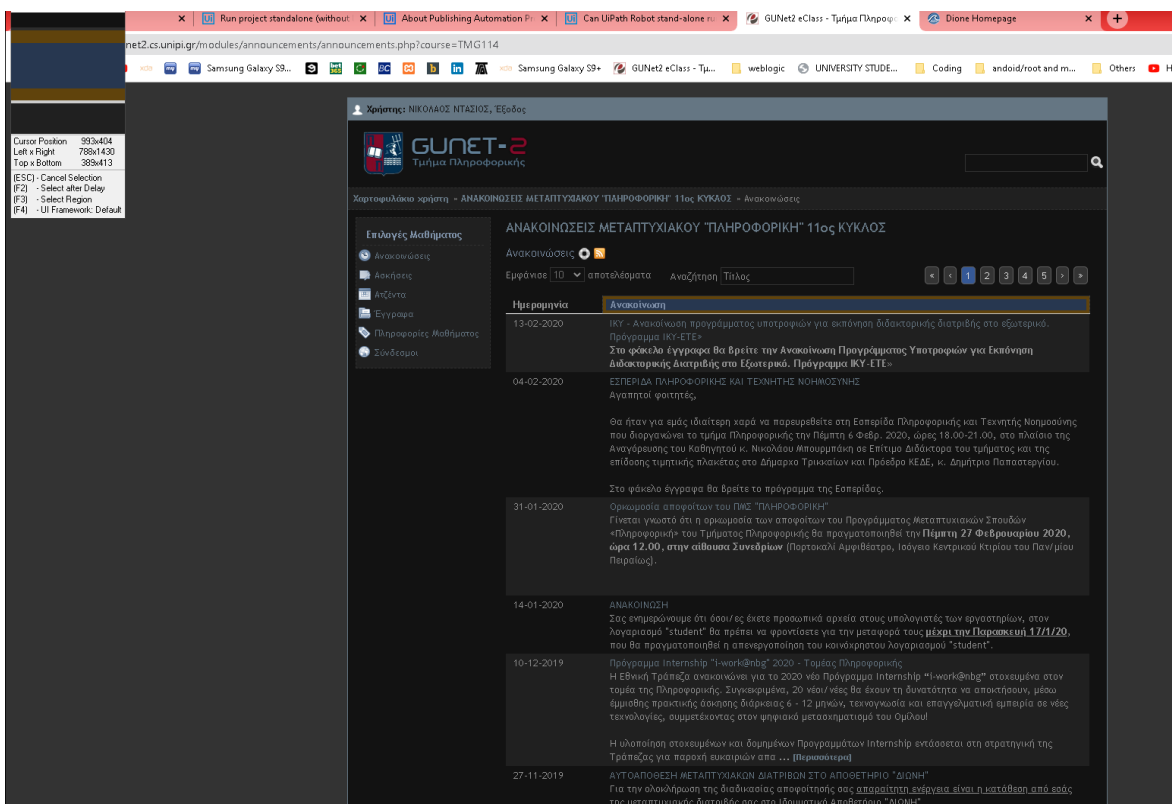 Run project standalone (without
About Publishing Automation Pr
Can UiPath Robot stand-alone ru
GUNet2 eClass - Τμήμα Πληροφο
Dione Homepage
net2.cs.unipi.gr/modules/announcements/announcements.php?course=TMG114
Samsung Galaxy S9...
Samsung Galaxy S9+
GUNet2 eClass - Τμ...
weblogic
UNIVERSITY STUDE...
Coding
andoid/root and m...
Others
H
Cursor Position 993x404
Left x Right 788x1430
Top x Bottom 389x413
(ESC) - Cancel Selection
(F2) - Select after Delay
(F3) - Select Region
(F4) - UI Framework: Default
Χρήστης: ΝΙΚΟΛΑΟΣ ΝΤΑΣΙΟΣ, Έξοδος
GUNET-2
Τμήμα Πληροφορικής
Χαρτοφυλάκιο χρήστη » ΑΝΑΚΟΙΝΩΣΕΙΣ ΜΕΤΑΠΤΥΧΙΑΚΟΥ "ΠΛΗΡΟΦΟΡΙΚΗ" 11ος ΚΥΚΛΟΣ » Ανακοινώσεις
Επιλογές Μαθήματος
Ανακοινώσεις
Ασκήσεις
Ατζέντα
Έγγραφα
Πληροφορίες Μαθήματος
Σύνδεσμοι
ΑΝΑΚΟΙΝΩΣΕΙΣ ΜΕΤΑΠΤΥΧΙΑΚΟΥ "ΠΛΗΡΟΦΟΡΙΚΗ" 11ος ΚΥΚΛΟΣ
Ανακοινώσεις
Εμφάνισε 10 αποτελέσματα Αναζήτηση Τίτλος
« ‹ 1 2 3 4 5 › »
Ημερομηνία Ανακοίνωση
13-02-2020 ΙΚΥ - Ανακοίνωση προγράμματος υποτροφιών για εκπόνηση διδακτορικής διατριβής στο εξωτερικό.
Πρόγραμμα ΙΚΥ-ΕΤΕ»
Στο φάκελο έγγραφα θα βρείτε την Ανακοίνωση Προγράμματος Υποτροφιών για Εκπόνηση
Διδακτορικής Διατριβής στο Εξωτερικό. Πρόγραμμα ΙΚΥ-ΕΤΕ»
04-02-2020 ΕΣΠΕΡΙΔΑ ΠΛΗΡΟΦΟΡΙΚΗΣ ΚΑΙ ΤΕΧΝΗΤΗΣ ΝΟΗΜΟΣΥΝΗΣ
Αγαπητοί φοιτητές,
Θα ήταν για εμάς ιδιαίτερη χαρά να παρευρεθείτε στη Εσπερίδα Πληροφορικής και Τεχνητής Νοημοσύνης
που διοργανώνει το τμήμα Πληροφορικής την Πέμπτη 6 Φεβρ. 2020, ώρες 18.00-21.00, στο πλαίσιο της
Αναγόρευσης του Καθηγητού κ. Νικολάου Μπουρμπάκη σε Επίτιμο Διδάκτορα του τμήματος και της
επίδοσης τιμητικής πλακέτας στο Δήμαρχο Τρικκαίων και Πρόεδρο ΚΕΔΕ, κ. Δημήτριο Παπαστεργίου.
Στο φάκελο έγγραφα θα βρείτε το πρόγραμμα της Εσπερίδας.
31-01-2020 Ορκωμοσία αποφοίτων του ΠΜΣ "ΠΛΗΡΟΦΟΡΙΚΗ"
Γίνεται γνωστό ότι η ορκωμοσία των αποφοίτων του Προγράμματος Μεταπτυχιακών Σπουδών
«Πληροφορική» του Τμήματος Πληροφορικής θα πραγματοποιηθεί την Πέμπτη 27 Φεβρουαρίου 2020,
ώρα 12.00, στην αίθουσα Συνεδρίων (Πορτοκαλί Αμφιθέατρο, Ισόγειο Κεντρικού Κτιρίου του Παν/μίου
Πειραίως).
14-01-2020 ΑΝΑΚΟΙΝΩΣΗ
Σας ενημερώνουμε ότι όσοι/ες έχετε προσωπικά αρχεία στους υπολογιστές των εργαστηρίων, στον
λογαριασμό "student" θα πρέπει να φροντίσετε για την μεταφορά τους μέχρι την Παρασκευή 17/1/20,
που θα πραγματοποιηθεί η απενεργοποίηση του κοινόχρηστου λογαριασμού "student".
10-12-2019 Πρόγραμμα Internship "i-work@nbg" 2020 - Τομέας Πληροφορικής
Η Εθνική Τράπεζα ανακοινώνει για το 2020 νέο Πρόγραμμα Internship “i-work@nbg” στοχευμένα στον
τομέα της Πληροφορικής. Συγκεκριμένα, 20 νέοι/νέες θα έχουν τη δυνατότητα να αποκτήσουν, μέσω
έμμισθης πρακτικής άσκησης διάρκειας 6 - 12 μηνών, τεχνογνωσία και επαγγελματική εμπειρία σε νέες
τεχνολογίες, συμμετέχοντας στον ψηφιακό μετασχηματισμό του Ομίλου!
Η υλοποίηση στοχευμένων και δομημένων Προγραμμάτων Internship εντάσσεται στη στρατηγική της
Τράπεζας για παροχή ευκαιριών απα ... [Περισσότερα]
27-11-2019 ΑΥΤΟΑΠΟΘΕΣΗ ΜΕΤΑΠΤΥΧΙΑΚΩΝ ΔΙΑΤΡΙΒΩΝ ΣΤΟ ΑΠΟΘΕΤΗΡΙΟ "ΔΙΩΝΗ"
Για την ολοκλήρωση της διαδικασίας αποφοίτησής σας απαραίτητη ενέργεια είναι η κατάθεση από εσάς
της μεταπτυχιακής διατριβής σας στο Ιδρυματικό Αποθετήριο "ΔΙΩΝΗ"